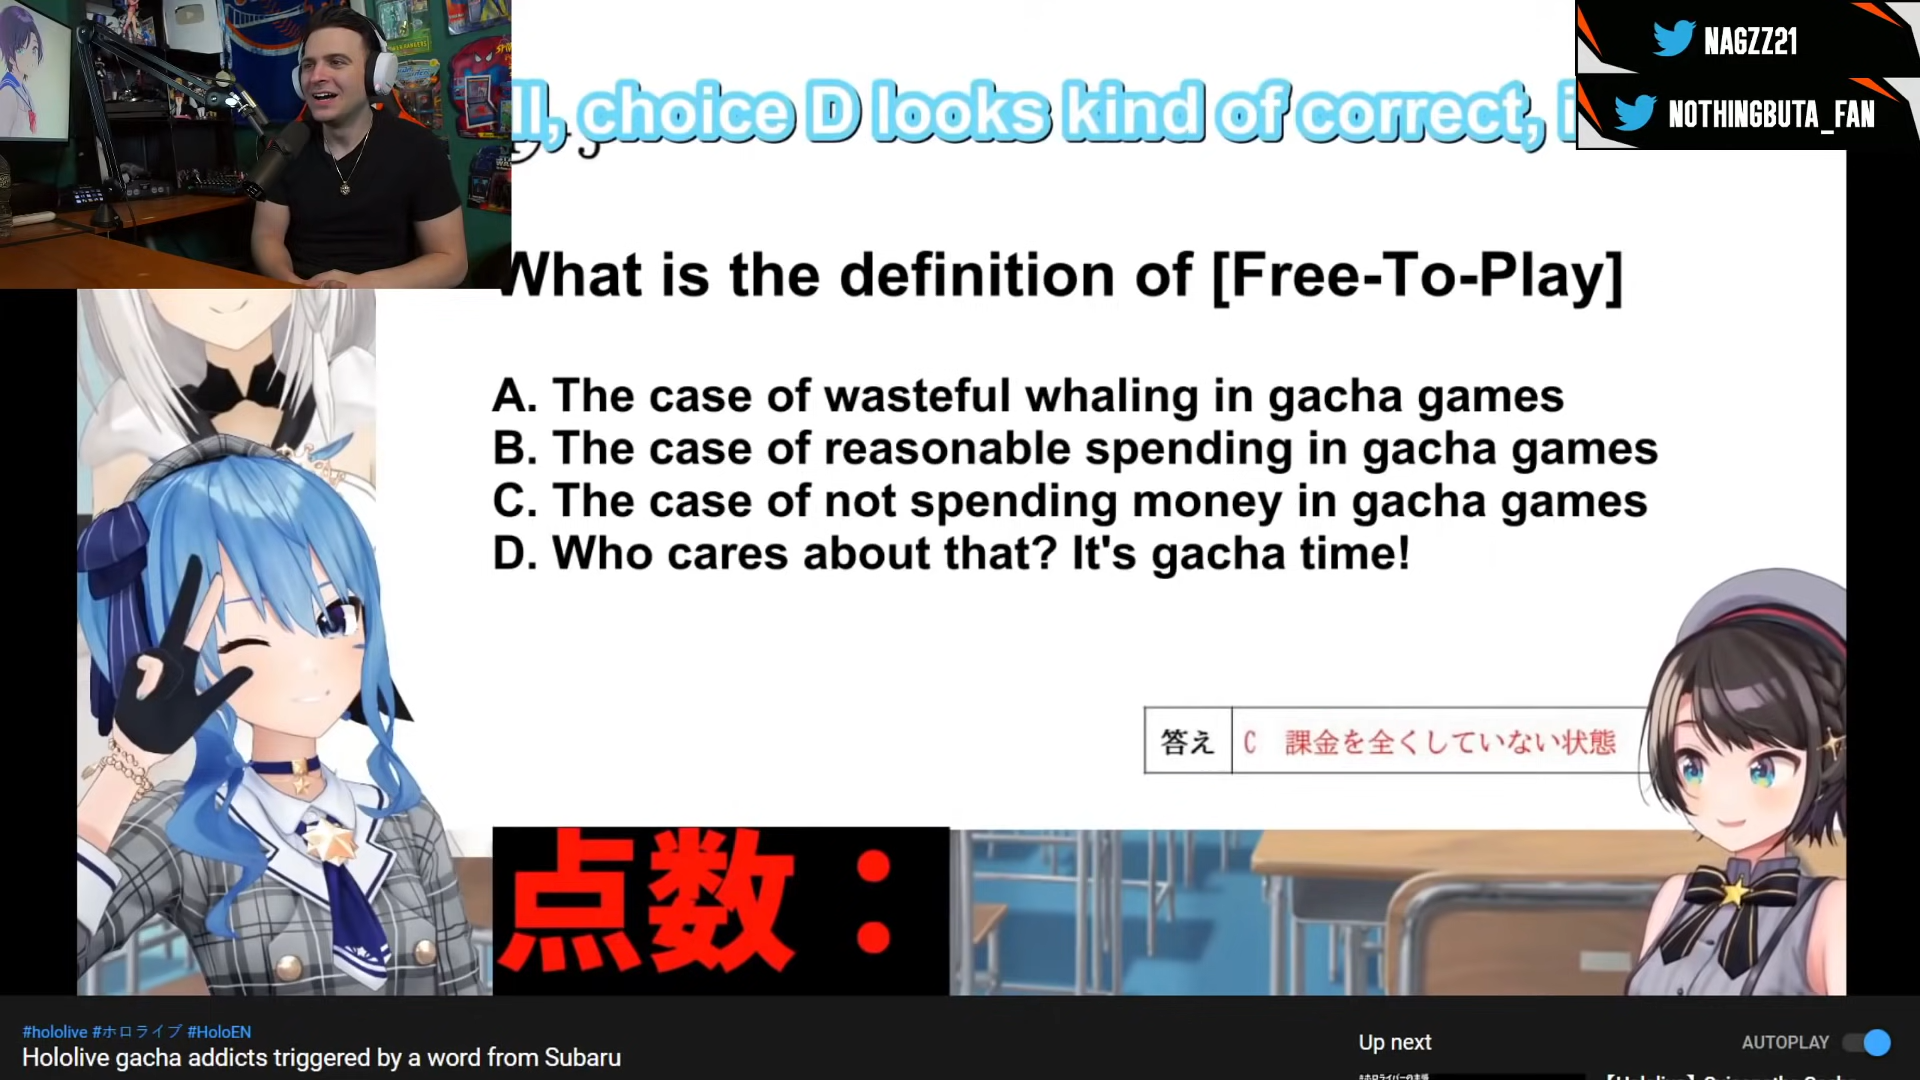 NAGZZ21
NOTHINGBUTA_FAN
ll, choice D looks kind of correct, i
What is the definition of [Free-To-Play]
A. The case of wasteful whaling in gacha games
B. The case of reasonable spending in gacha games
C. The case of not spending money in gacha games
D. Who cares about that? It's gacha time!
答え C 課金を全くしていない状態
点数：
#hololive #ホロライブ #HoloEN
Hololive gacha addicts triggered by a word from Subaru
Up next
AUTOPLAY